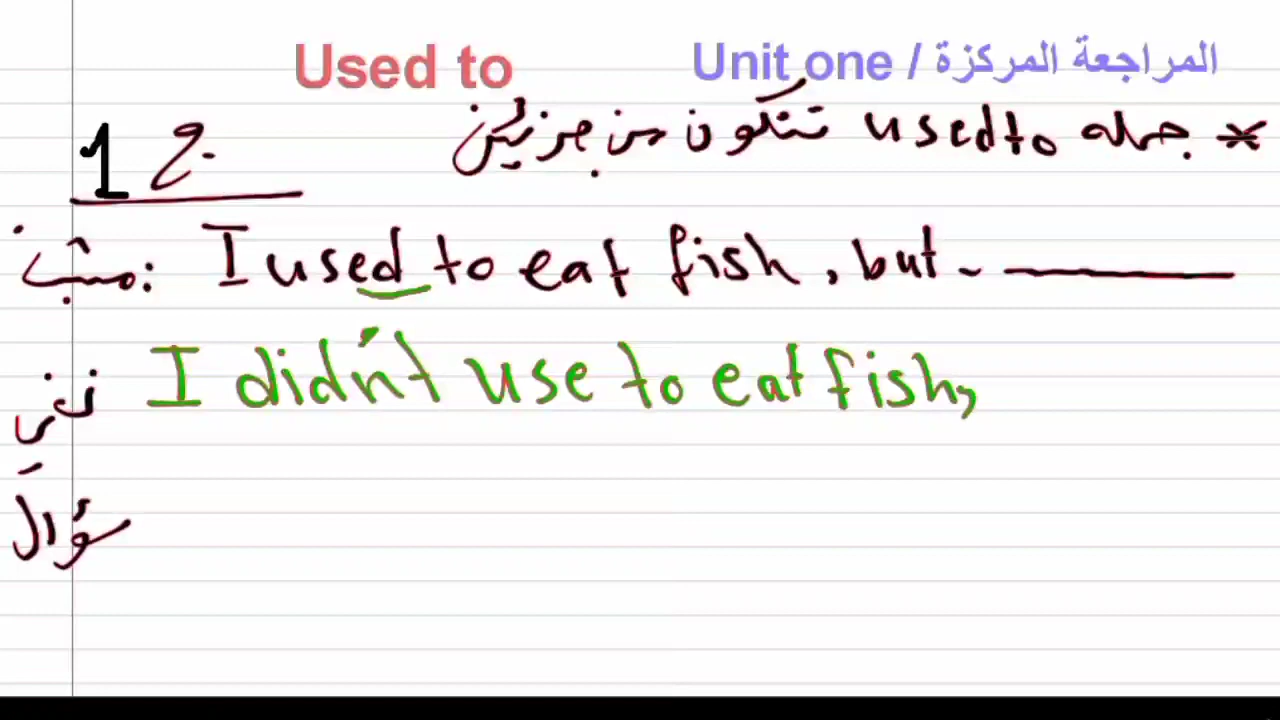 Used to
Unit one / المراجعة المركزة
* جمله used to تتكون من جزئين
1 ج
مثبت: I used to eat fish, but
نفي I didn't use to eat fish,
سؤال